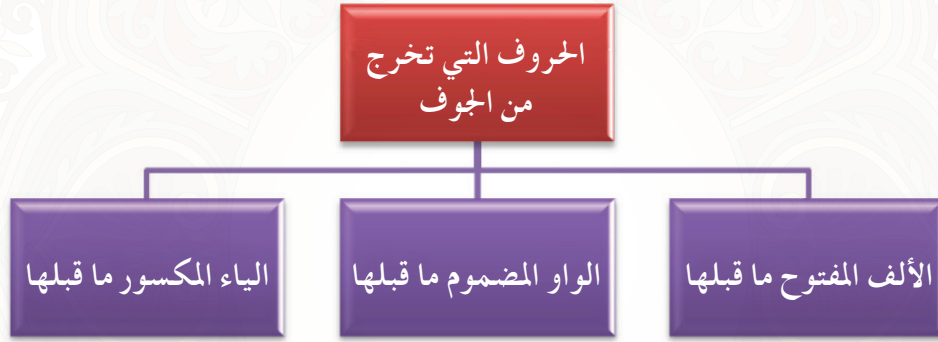 الحروف التي تخرج
من الجوف
الألف المفتوح ما قبلها
الواو المضموم ما قبلها
الياء المكسور ما قبلها